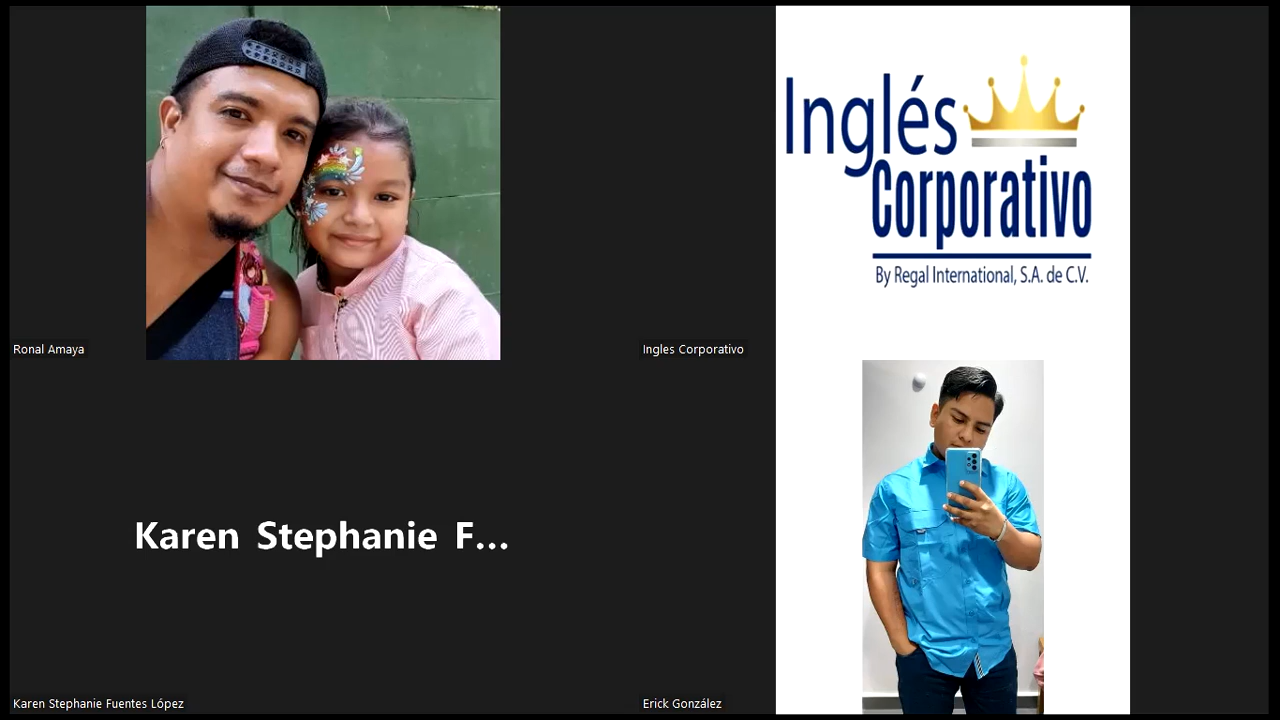 Inglés
Corporativo
By Regal International, S.A. de C.V.
Ronal Amaya
Ingles Corporativo
Karen Stephanie F...
Karen Stephanie Fuentes López
Erick González